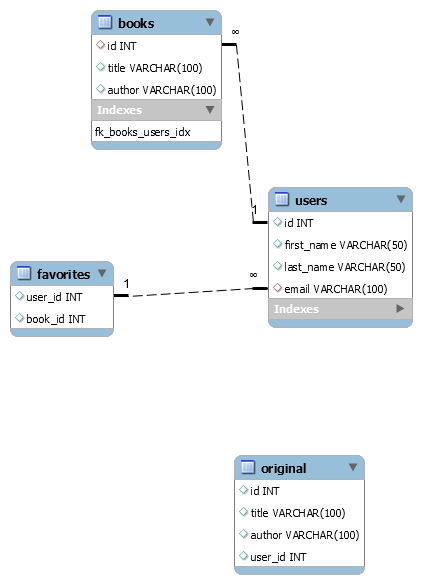 books
id INT
title VARCHAR(100)
author VARCHAR(100)
Indexes
fk_books_users_idx
∞
1
users
id INT
first_name VARCHAR(50)
last_name VARCHAR(50)
email VARCHAR(100)
Indexes
favorites
user_id INT
book_id INT
1
∞
original
id INT
title VARCHAR(100)
author VARCHAR(100)
user_id INT